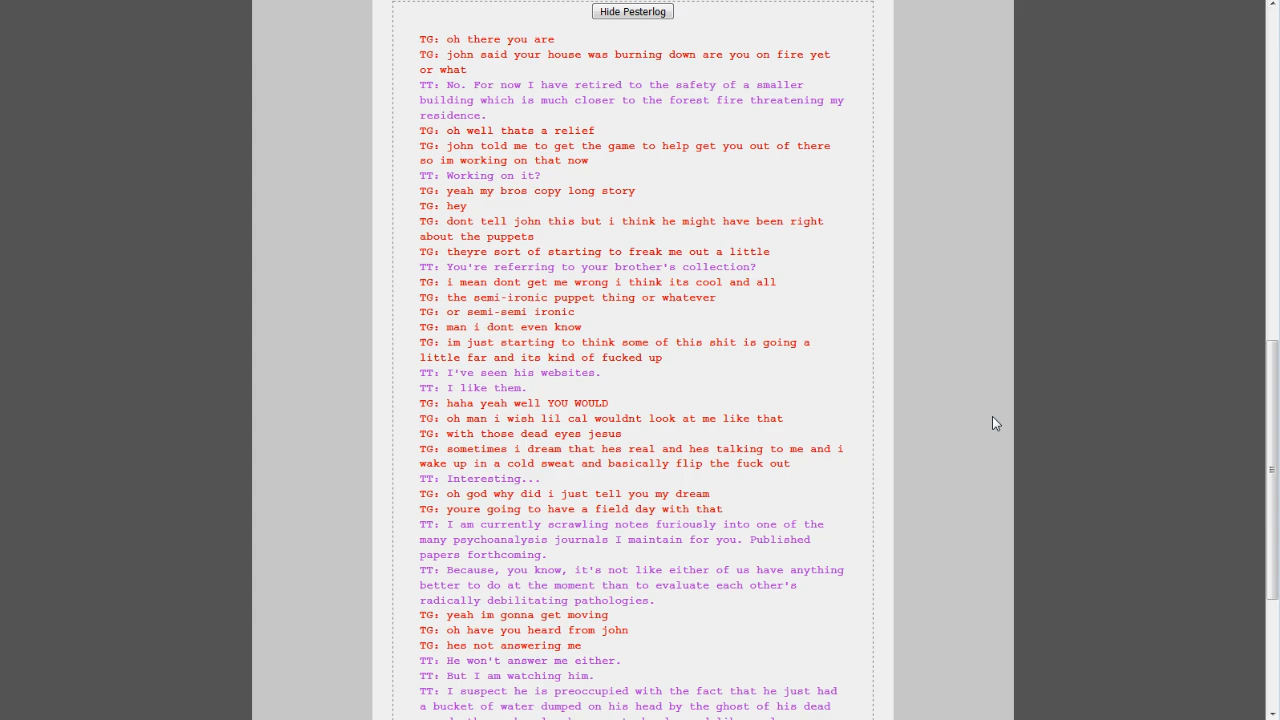 Hide Pesterlog
TG: oh there you are
TG: john said your house was burning down are you on fire yet
or what
TT: No. For now I have retired to the safety of a smaller
building which is much closer to the forest fire threatening my
residence.
TG: oh well thats a relief
TG: john told me to get the game to help get you out of there
so im working on that now
TT: Working on it?
TG: yeah my bros copy long story
TG: hey
TG: dont tell john this but i think he might have been right
about the puppets
TG: theyre sort of starting to freak me out a little
TT: You're referring to your brother's collection?
TG: i mean dont get me wrong i think its cool and all
TG: the semi-ironic puppet thing or whatever
TG: or semi-semi ironic
TG: man i dont even know
TG: im just starting to think some of this shit is going a
little far and its kind of fucked up
TT: I've seen his websites.
TT: I like them.
TG: haha yeah well YOU WOULD
TG: oh man i wish lil cal wouldnt look at me like that
TG: with those dead eyes jesus
TG: sometimes i dream that hes real and hes talking to me and i
wake up in a cold sweat and basically flip the fuck out
TT: Interesting...
TG: oh god why did i just tell you my dream
TG: youre going to have a field day with that
TT: I am currently scrawling notes furiously into one of the
many psychoanalysis journals I maintain for you. Published
papers forthcoming.
TT: Because, you know, it's not like either of us have anything
better to do at the moment than to evaluate each other's
radically debilitating pathologies.
TG: yeah im gonna get moving
TG: oh have you heard from john
TG: hes not answering me
TT: He won't answer me either.
TT: But I am watching him.
TT: I suspect he is preoccupied with the fact that he just had
a bucket of water dumped on his head by the ghost of his dead